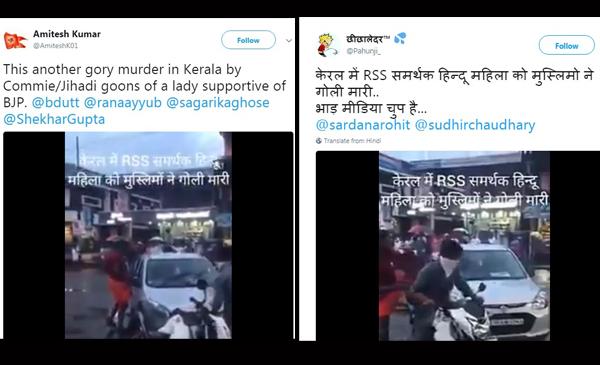 Amitesh Kumar
@AmiteshK01
Follow
This another gory murder in Kerala by
Commie/Jihadi goons of a lady supportive of
BJP. @bdutt @ranaayyub @sagarikaghose
@ShekharGupta
केरल में RSS समर्थक हिन्दू
महिला को मुस्लिमों ने गोली मारी
छीछालेदर™
@Pahunji_
Follow
केरल में RSS समर्थक हिन्दू महिला को मुस्लिमो ने
गोली मारी..
भाड़ मीडिया चुप है...
@sardanarohit @sudhirchaudhary
Translate from Hindi
केरल में RSS समर्थक हिन्दू
महिला को मुस्लिमों ने गोली मारी